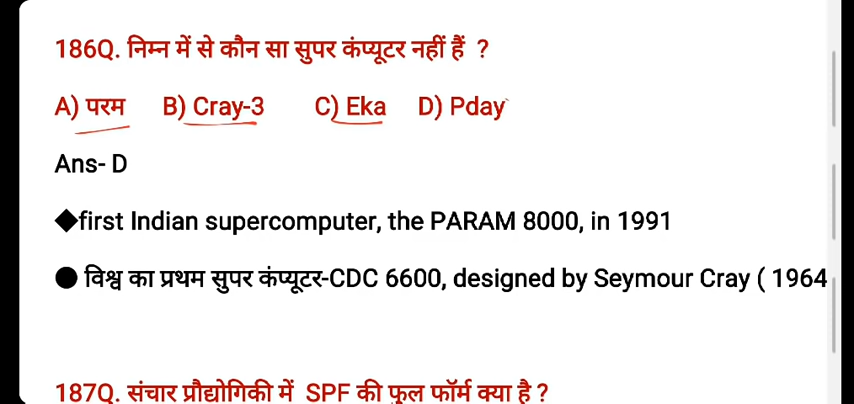 186Q. निम्न में से कौन सा सुपर कंप्यूटर नहीं हैं ?
A) परम B) Cray-3 C) Eka D) Pday
Ans- D
◆first Indian supercomputer, the PARAM 8000, in 1991
● विश्व का प्रथम सुपर कंप्यूटर-CDC 6600, designed by Seymour Cray ( 1964
187Q. संचार प्रौद्योगिकी में SPF की फुल फॉर्म क्या है ?